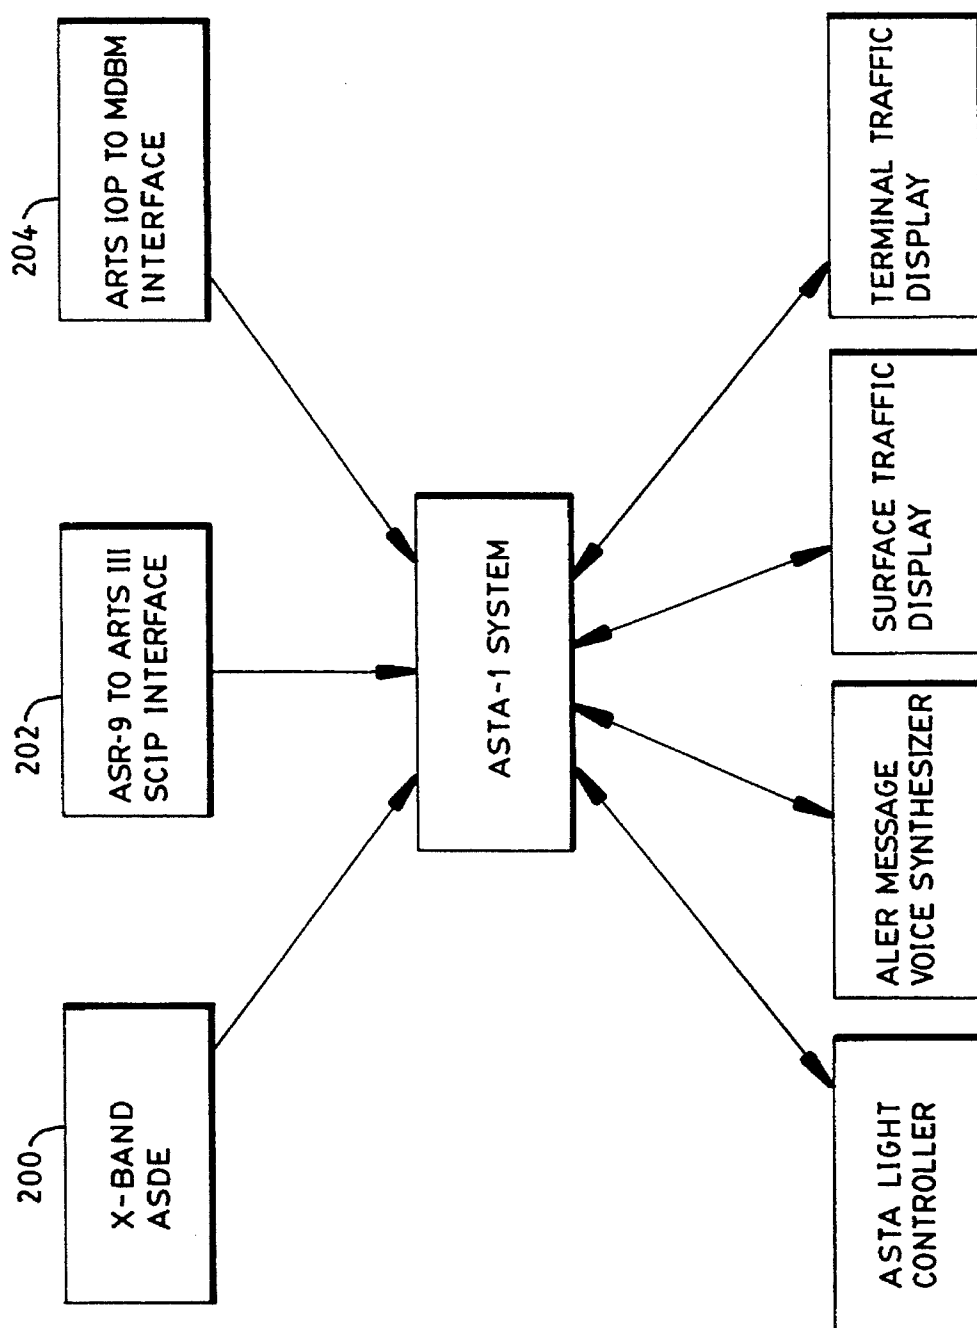 200
X-BAND
ASDE
202
ASR-9 TO ARTS III
SCIP INTERFACE
204
ARTS IOP TO MDBM
INTERFACE
ASTA-1 SYSTEM
ASTA LIGHT
CONTROLLER
ALER MESSAGE
VOICE SYNTHESIZER
SURFACE TRAFFIC
DISPLAY
TERMINAL TRAFFIC
DISPLAY